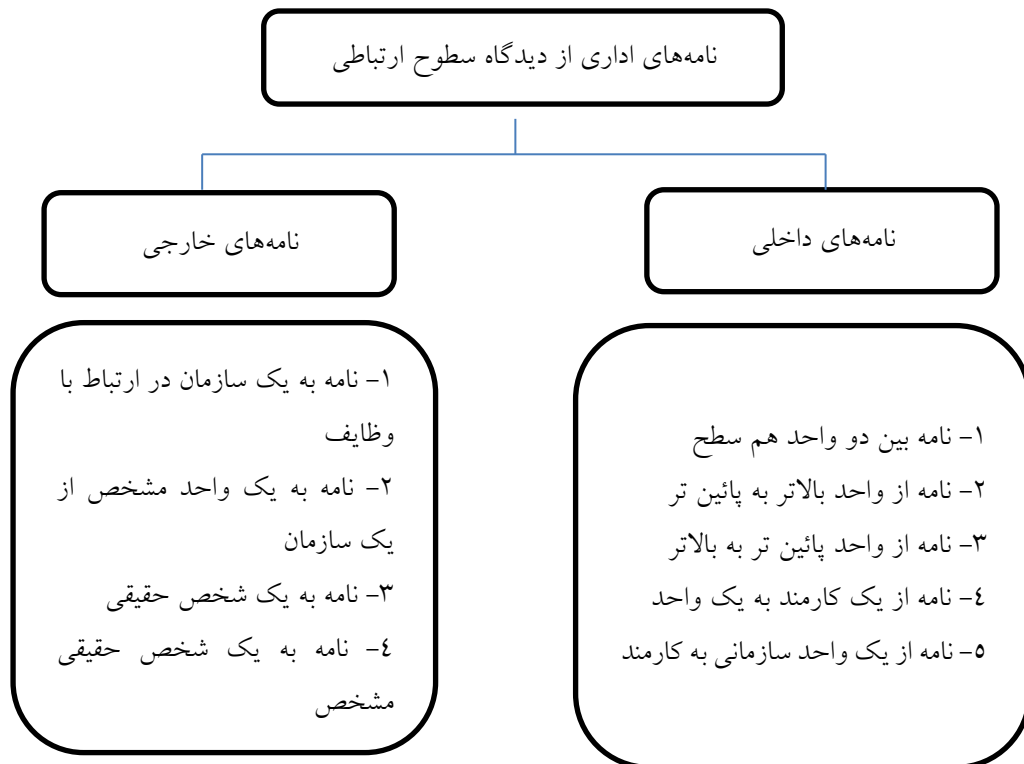 نامه‌های اداری از دیدگاه سطوح ارتباطی
نامه‌های داخلی
۱- نامه بین دو واحد هم سطح
۲- نامه از واحد بالاتر به پائین تر
۳- نامه از واحد پائین تر به بالاتر
٤- نامه از یک کارمند به یک واحد
٥- نامه از یک واحد سازمانی به کارمند
نامه‌های خارجی
۱- نامه به یک سازمان در ارتباط با
وظایف
۲- نامه به یک واحد مشخص از
یک سازمان
۳- نامه به یک شخص حقیقی
٤- نامه به یک شخص حقیقی
مشخص